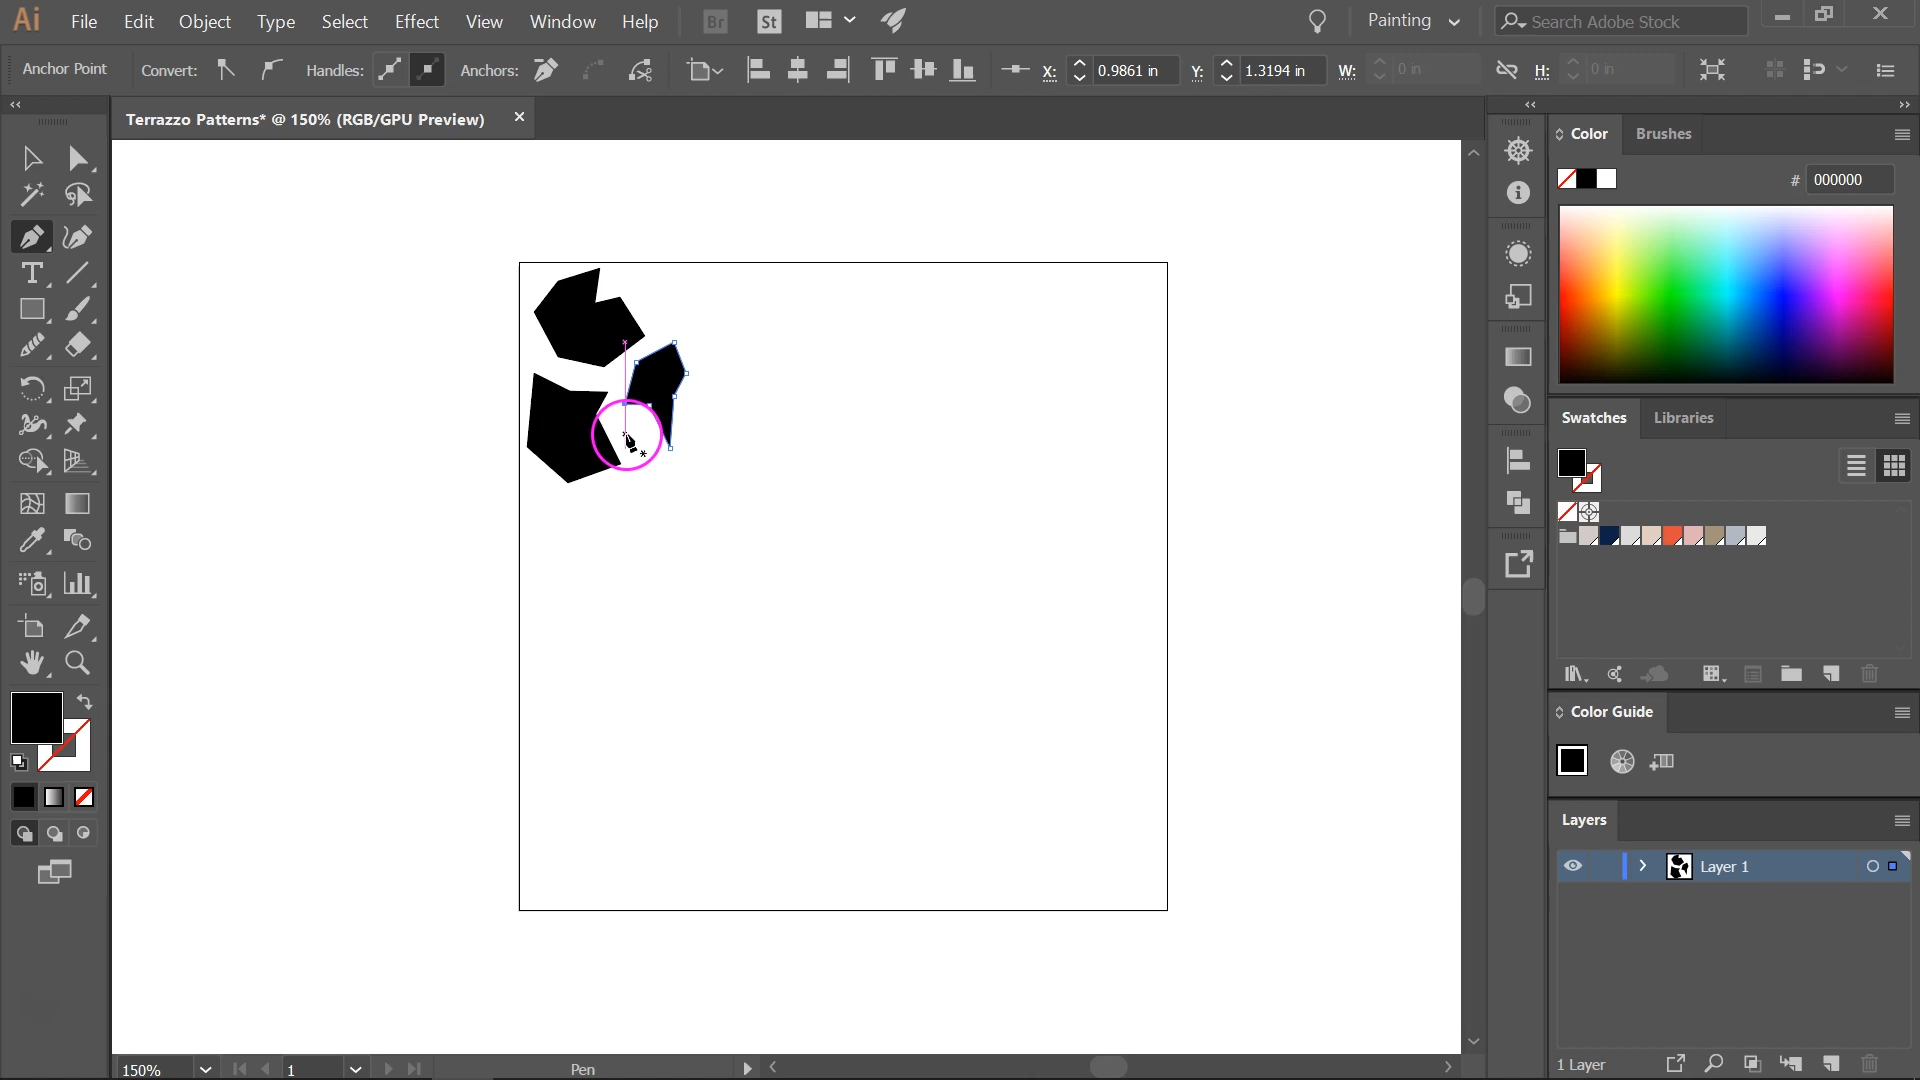 Ai File Edit Object Type Select Effect View Window Help Br St Painting Search Adobe Stock
Anchor Point Convert: Handles: Anchors: X: 0.9861 in Y: 1.3194 in W: 0 in H: 0 in
Terrazzo Patterns* @ 150% (RGB/GPU Preview)
Color Brushes
# 000000
Swatches Libraries
Color Guide
Layers
Layer 1
1 Layer
150% 1 Pen